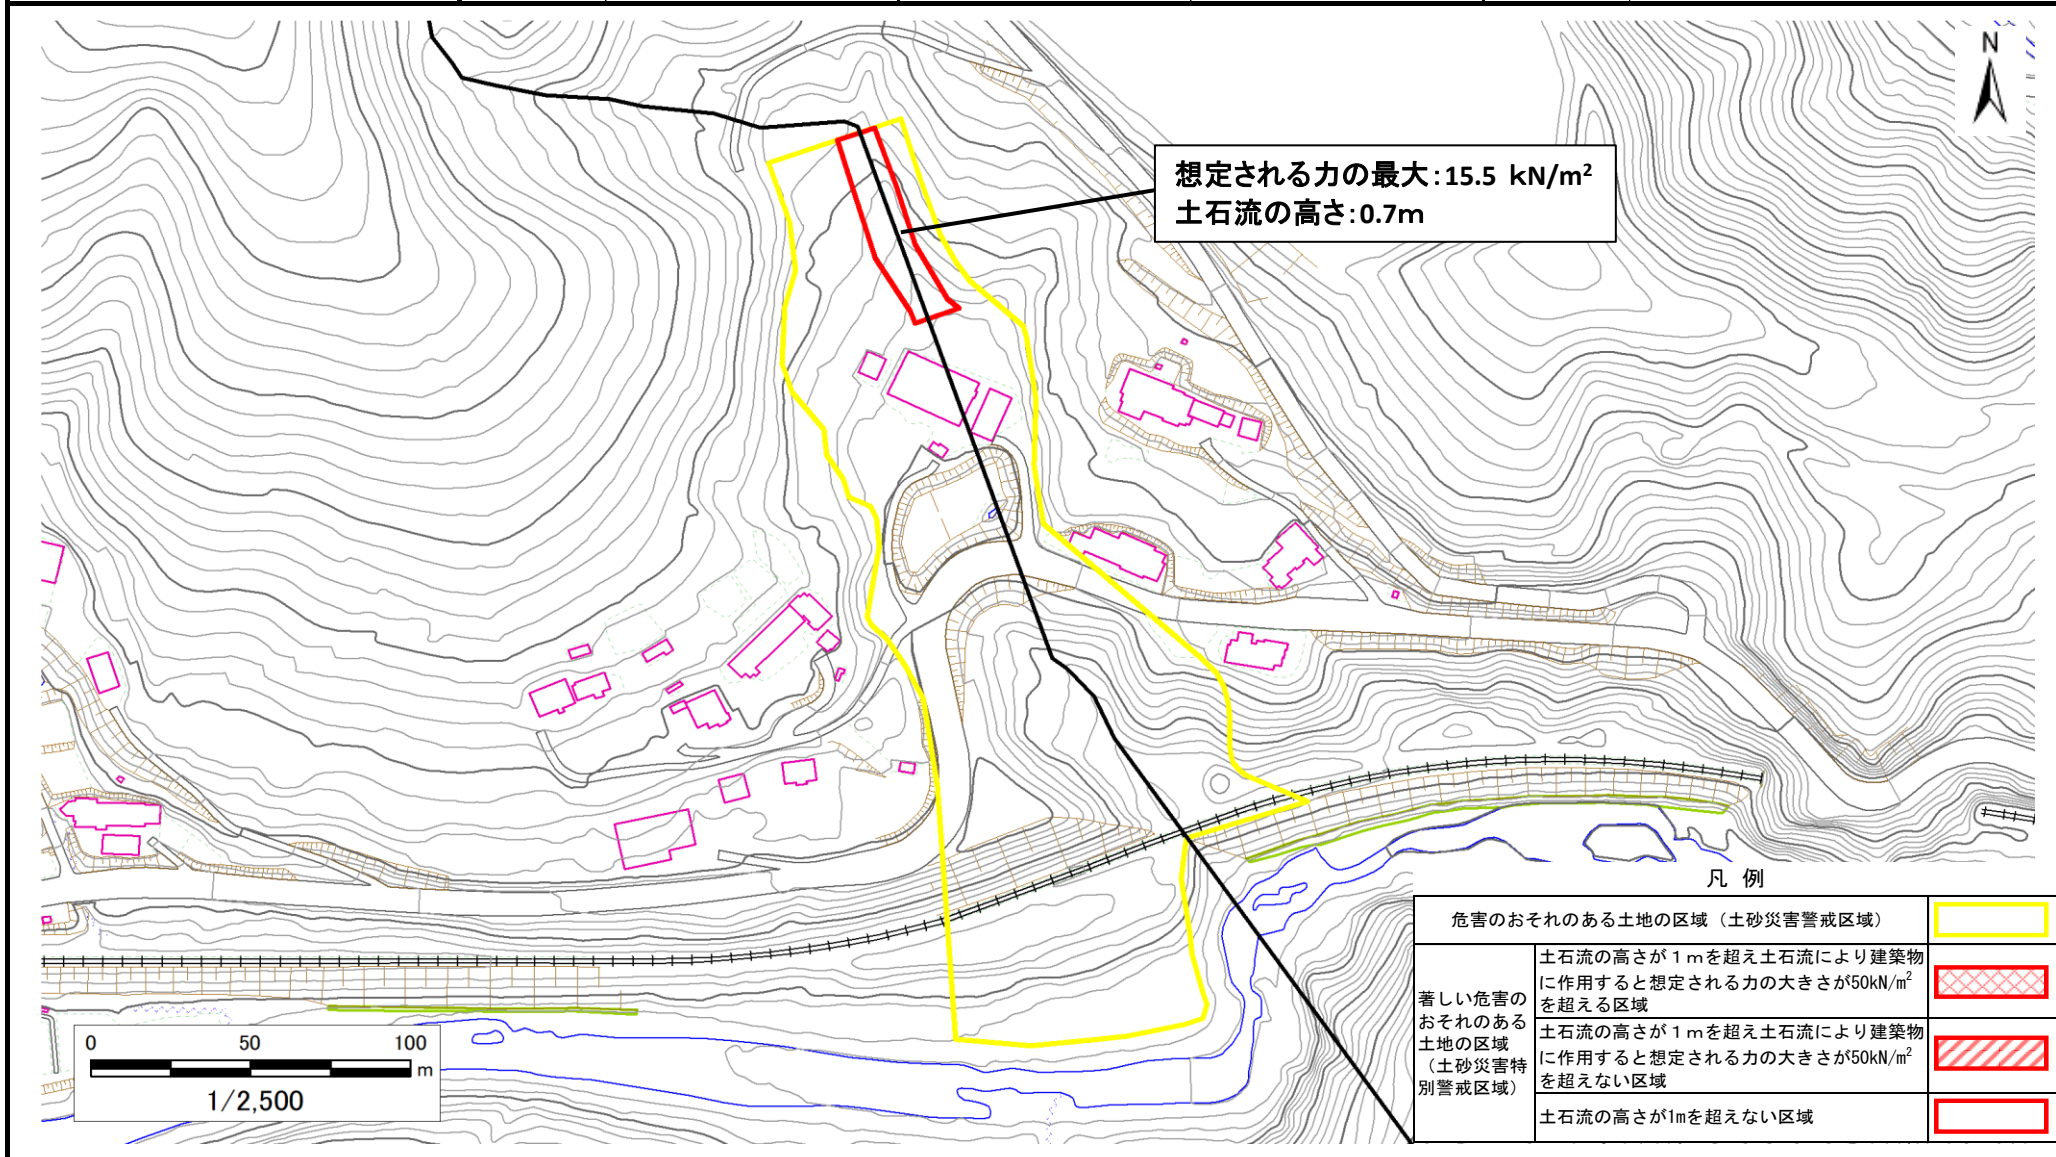 N
想定される力の最大:15.5 kN/m²
土石流の高さ:0.7m
凡 例
危害のおそれのある土地の区域（土砂災害警戒区域）
著しい危害の
おそれのある
土地の区域
（土砂災害特
別警戒区域）
土石流の高さが１ｍを超え土石流により建築物
に作用すると想定される力の大きさが50kN/m²
を超える区域
土石流の高さが１ｍを超え土石流により建築物
に作用すると想定される力の大きさが50kN/m²
を超えない区域
土石流の高さが1mを超えない区域
0 50 100
m
1/2,500